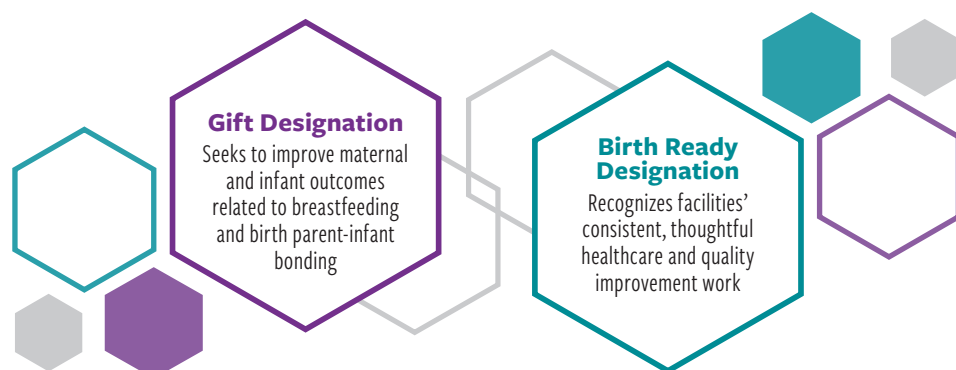 Gift Designation
Seeks to improve maternal
and infant outcomes
related to breastfeeding
and birth parent-infant
bonding
Birth Ready
Designation
Recognizes facilities’
consistent, thoughtful
healthcare and quality
improvement work